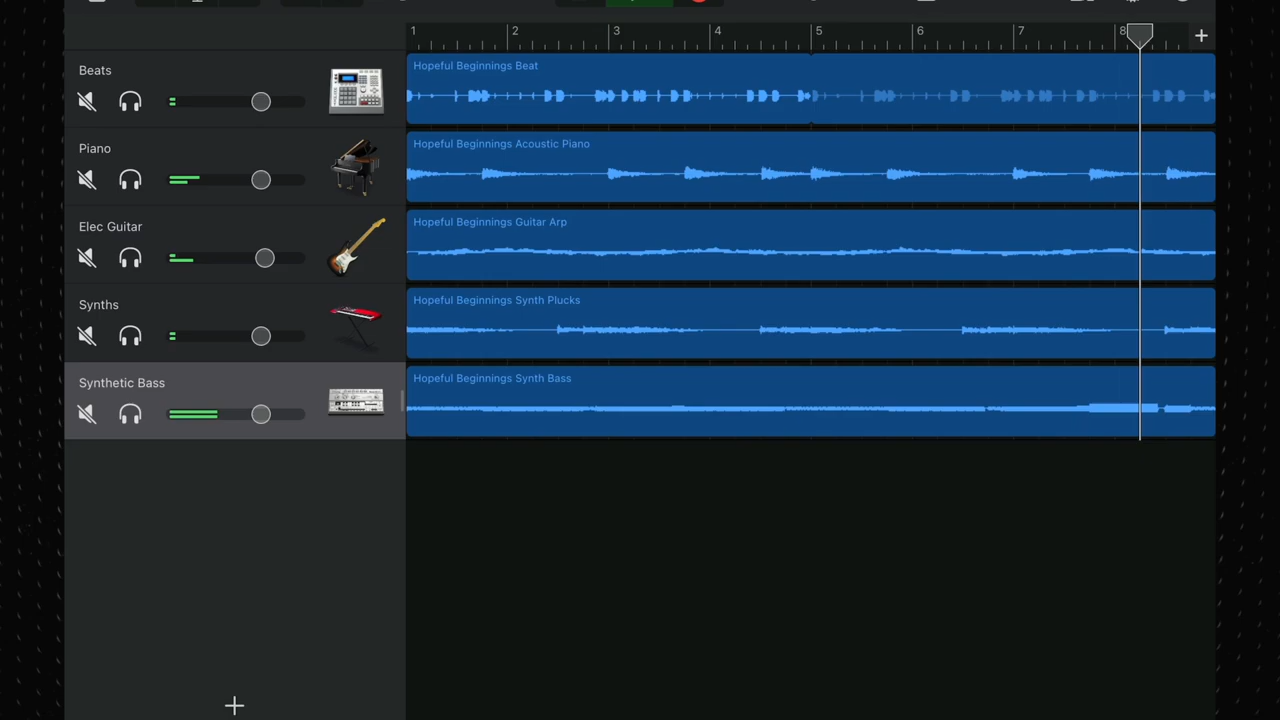 1 2 3 4 5 6 7 8
Beats
Hopeful Beginnings Beat
Piano
Hopeful Beginnings Acoustic Piano
Elec Guitar
Hopeful Beginnings Guitar Arp
Synths
Hopeful Beginnings Synth Plucks
Synthetic Bass
Hopeful Beginnings Synth Bass